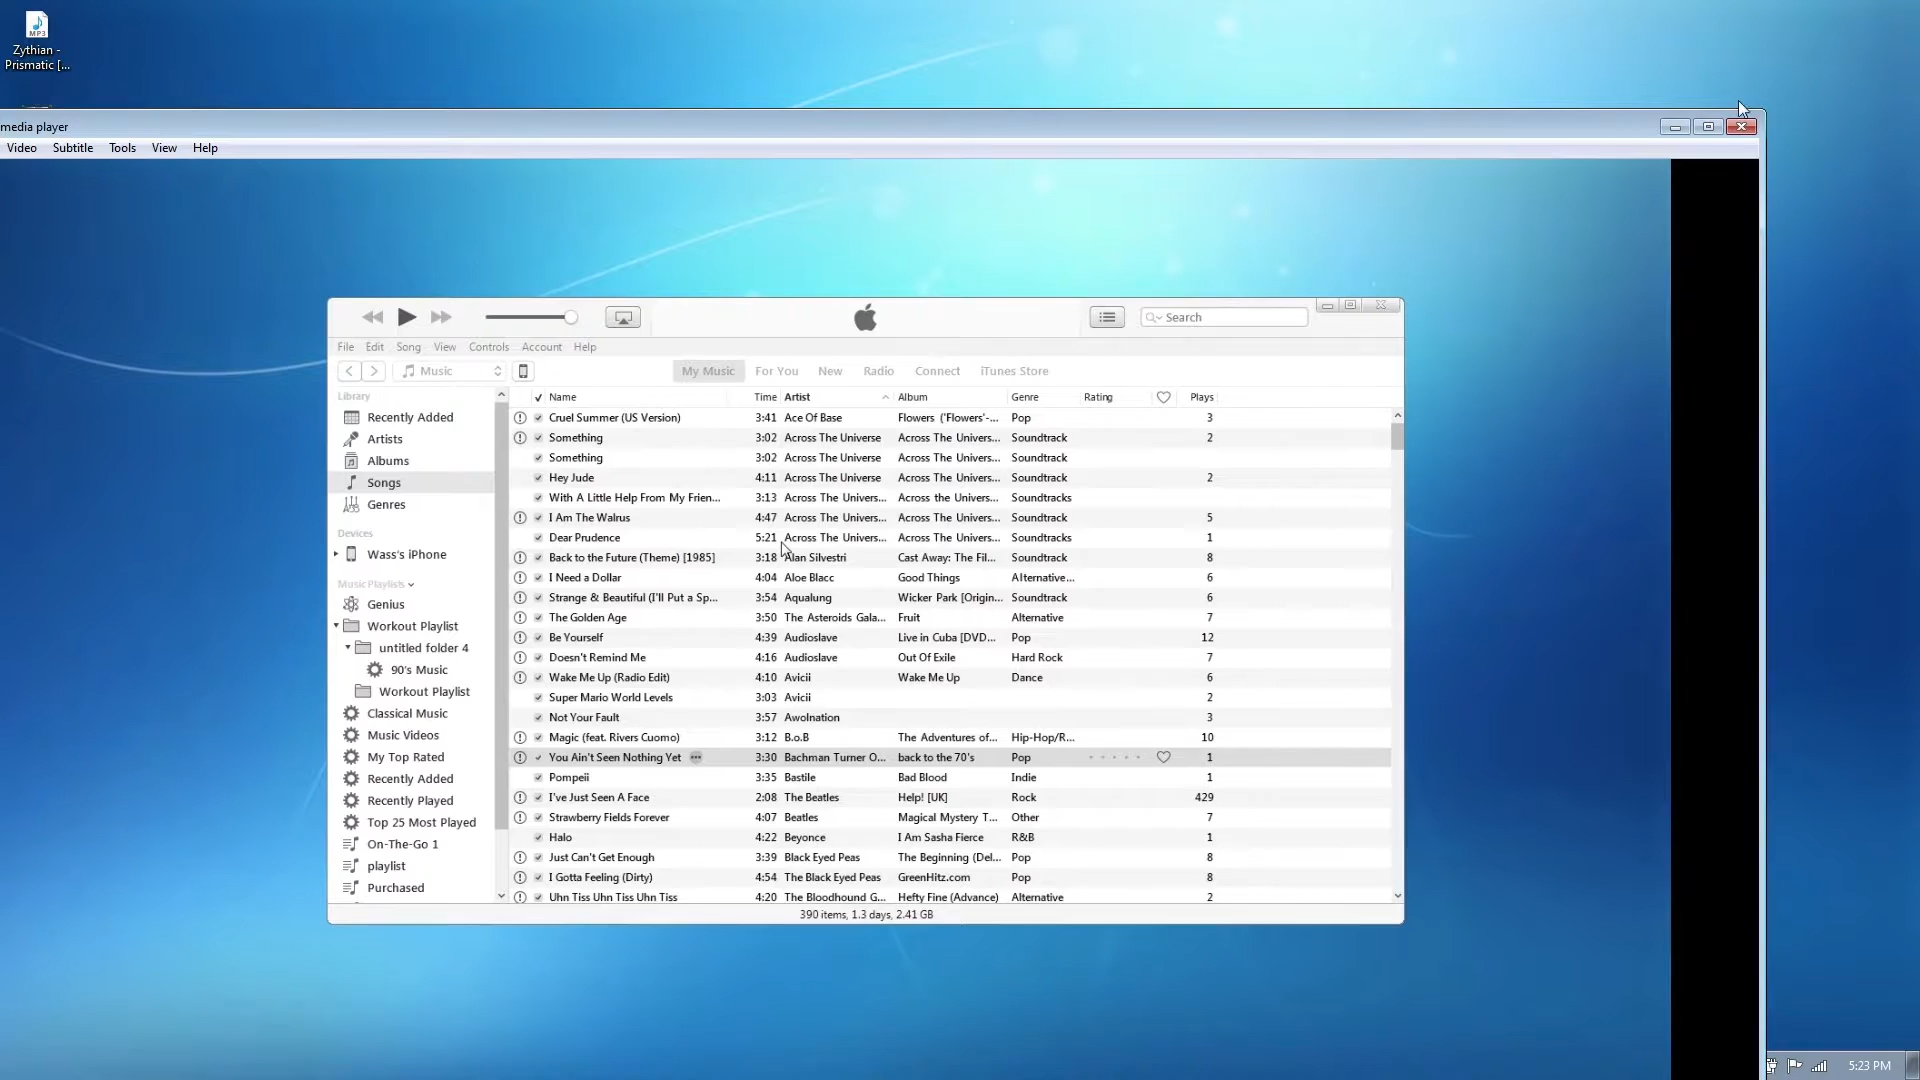 MP3
Zythian -
Prismatic [...
media player
Video Subtitle Tools View Help
Search
File Edit Song View Controls Account Help
Music
My Music For You New Radio Connect iTunes Store
Library
Recently Added
Artists
Albums
Songs
Genres
Devices
Wass's iPhone
Music Playlists
Genius
Workout Playlist
untitled folder 4
90's Music
Workout Playlist
Classical Music
Music Videos
My Top Rated
Recently Added
Recently Played
Top 25 Most Played
On-The-Go 1
playlist
Purchased
Name Time Artist Album Genre Rating Plays
Cruel Summer (US Version) 3:41 Ace Of Base Flowers ('Flowers'-... Pop 3
Something 3:02 Across The Universe Across The Univers... Soundtrack 2
Something 3:02 Across The Universe Across The Univers... Soundtrack
Hey Jude 4:11 Across The Universe Across The Univers... Soundtrack 2
With A Little Help From My Frien... 3:13 Across The Univers... Across the Univers... Soundtracks
I Am The Walrus 4:47 Across The Univers... Across The Univers... Soundtrack 5
Dear Prudence 5:21 Across The Univers... Across The Univers... Soundtracks 1
Back to the Future (Theme) [1985] 3:18 Alan Silvestri Cast Away: The Fil... Soundtrack 8
I Need a Dollar 4:04 Aloe Blacc Good Things Alternative... 6
Strange & Beautiful (I'll Put a Sp... 3:54 Aqualung Wicker Park [Origin... Soundtrack 6
The Golden Age 3:50 The Asteroids Gala... Fruit Alternative 7
Be Yourself 4:39 Audioslave Live in Cuba [DVD... Pop 12
Doesn't Remind Me 4:16 Audioslave Out Of Exile Hard Rock 7
Wake Me Up (Radio Edit) 4:10 Avicii Wake Me Up Dance 6
Super Mario World Levels 3:03 Avicii 2
Not Your Fault 3:57 Awolnation 3
Magic (feat. Rivers Cuomo) 3:12 B.o.B The Adventures of... Hip-Hop/R... 10
You Ain't Seen Nothing Yet 3:30 Bachman Turner O... back to the 70's Pop 1
Pompeii 3:35 Bastile Bad Blood Indie 1
I've Just Seen A Face 2:08 The Beatles Help! [UK] Rock 429
Strawberry Fields Forever 4:07 Beatles Magical Mystery T... Other 7
Halo 4:22 Beyonce I Am Sasha Fierce R&B 1
Just Can't Get Enough 3:39 Black Eyed Peas The Beginning (Del... Pop 8
I Gotta Feeling (Dirty) 4:54 The Black Eyed Peas GreenHitz.com Pop 8
Uhn Tiss Uhn Tiss Uhn Tiss 4:20 The Bloodhound G... Hefty Fine (Advance) Alternative 2
390 items, 1.3 days, 2.41 GB
5:23 PM